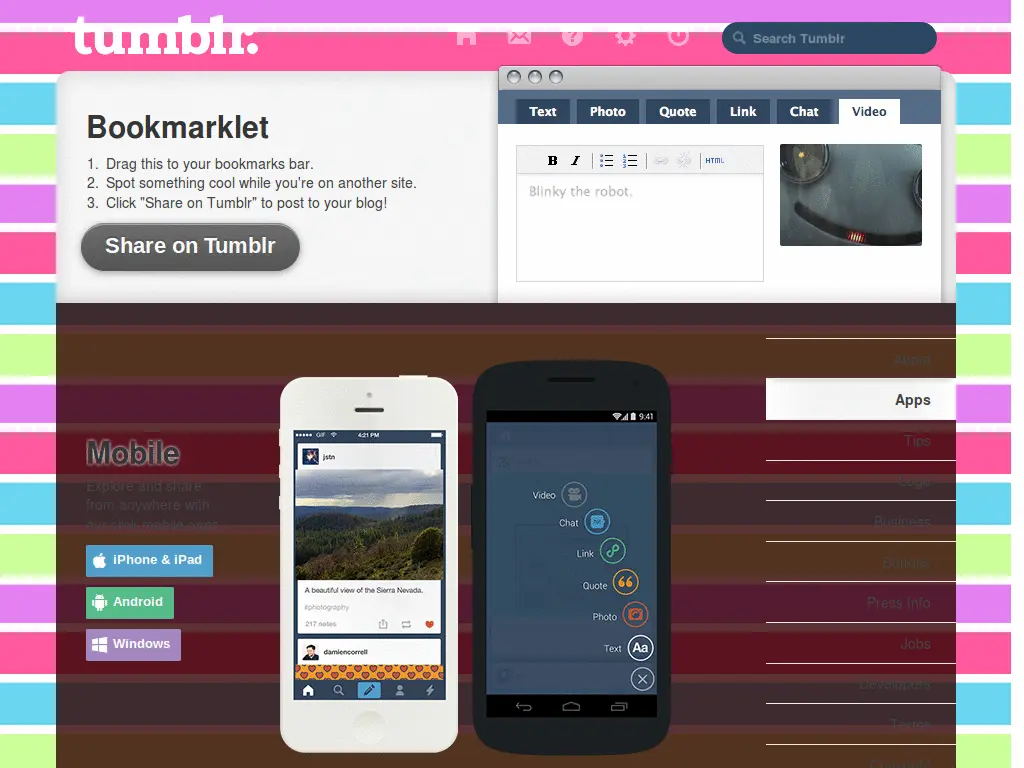 tumblr.
Search Tumblr
Bookmarklet
1. Drag this to your bookmarks bar.
2. Spot something cool while you're on another site.
3. Click "Share on Tumblr" to post to your blog!
Share on Tumblr
Text Photo Quote Link Chat Video
B I HTML
Blinky the robot.
Mobile
Explore and share
from anywhere with
our slick mobile apps.
iPhone & iPad
Android
Windows
GIF 4:21 PM
jstn
A beautiful view of the Sierra Nevada.
#photography
217 notes
damiencorrell
9:41
Video
Chat
Link
Quote
Photo
Text Aa
About
Apps
Tips
Logo
Business
Buttons
Press Info
Jobs
Developers
Terms